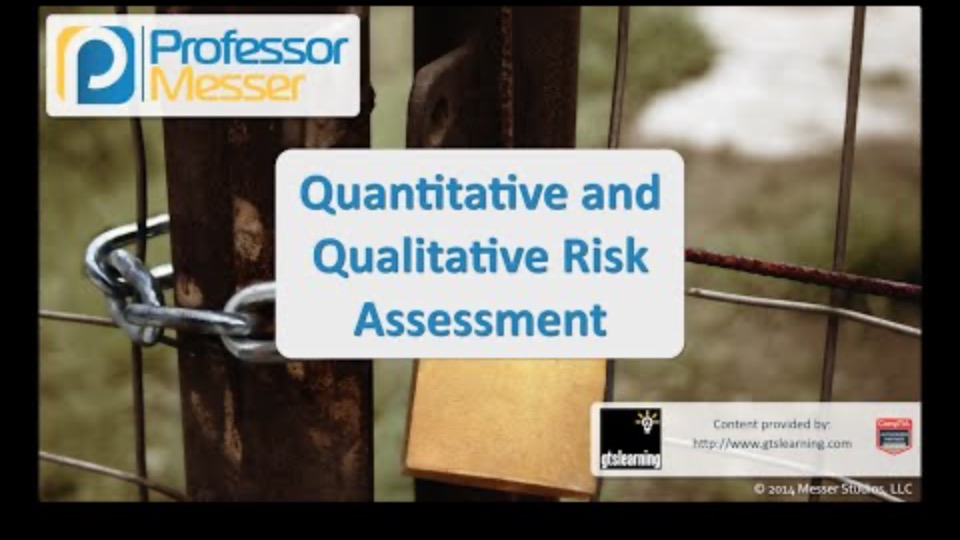 Professor
Messer
Quantitative and
Qualitative Risk
Assessment
gtslearning
Content provided by:
http://www.gtslearning.com
CompTIA
© 2014 Messer Studios, LLC